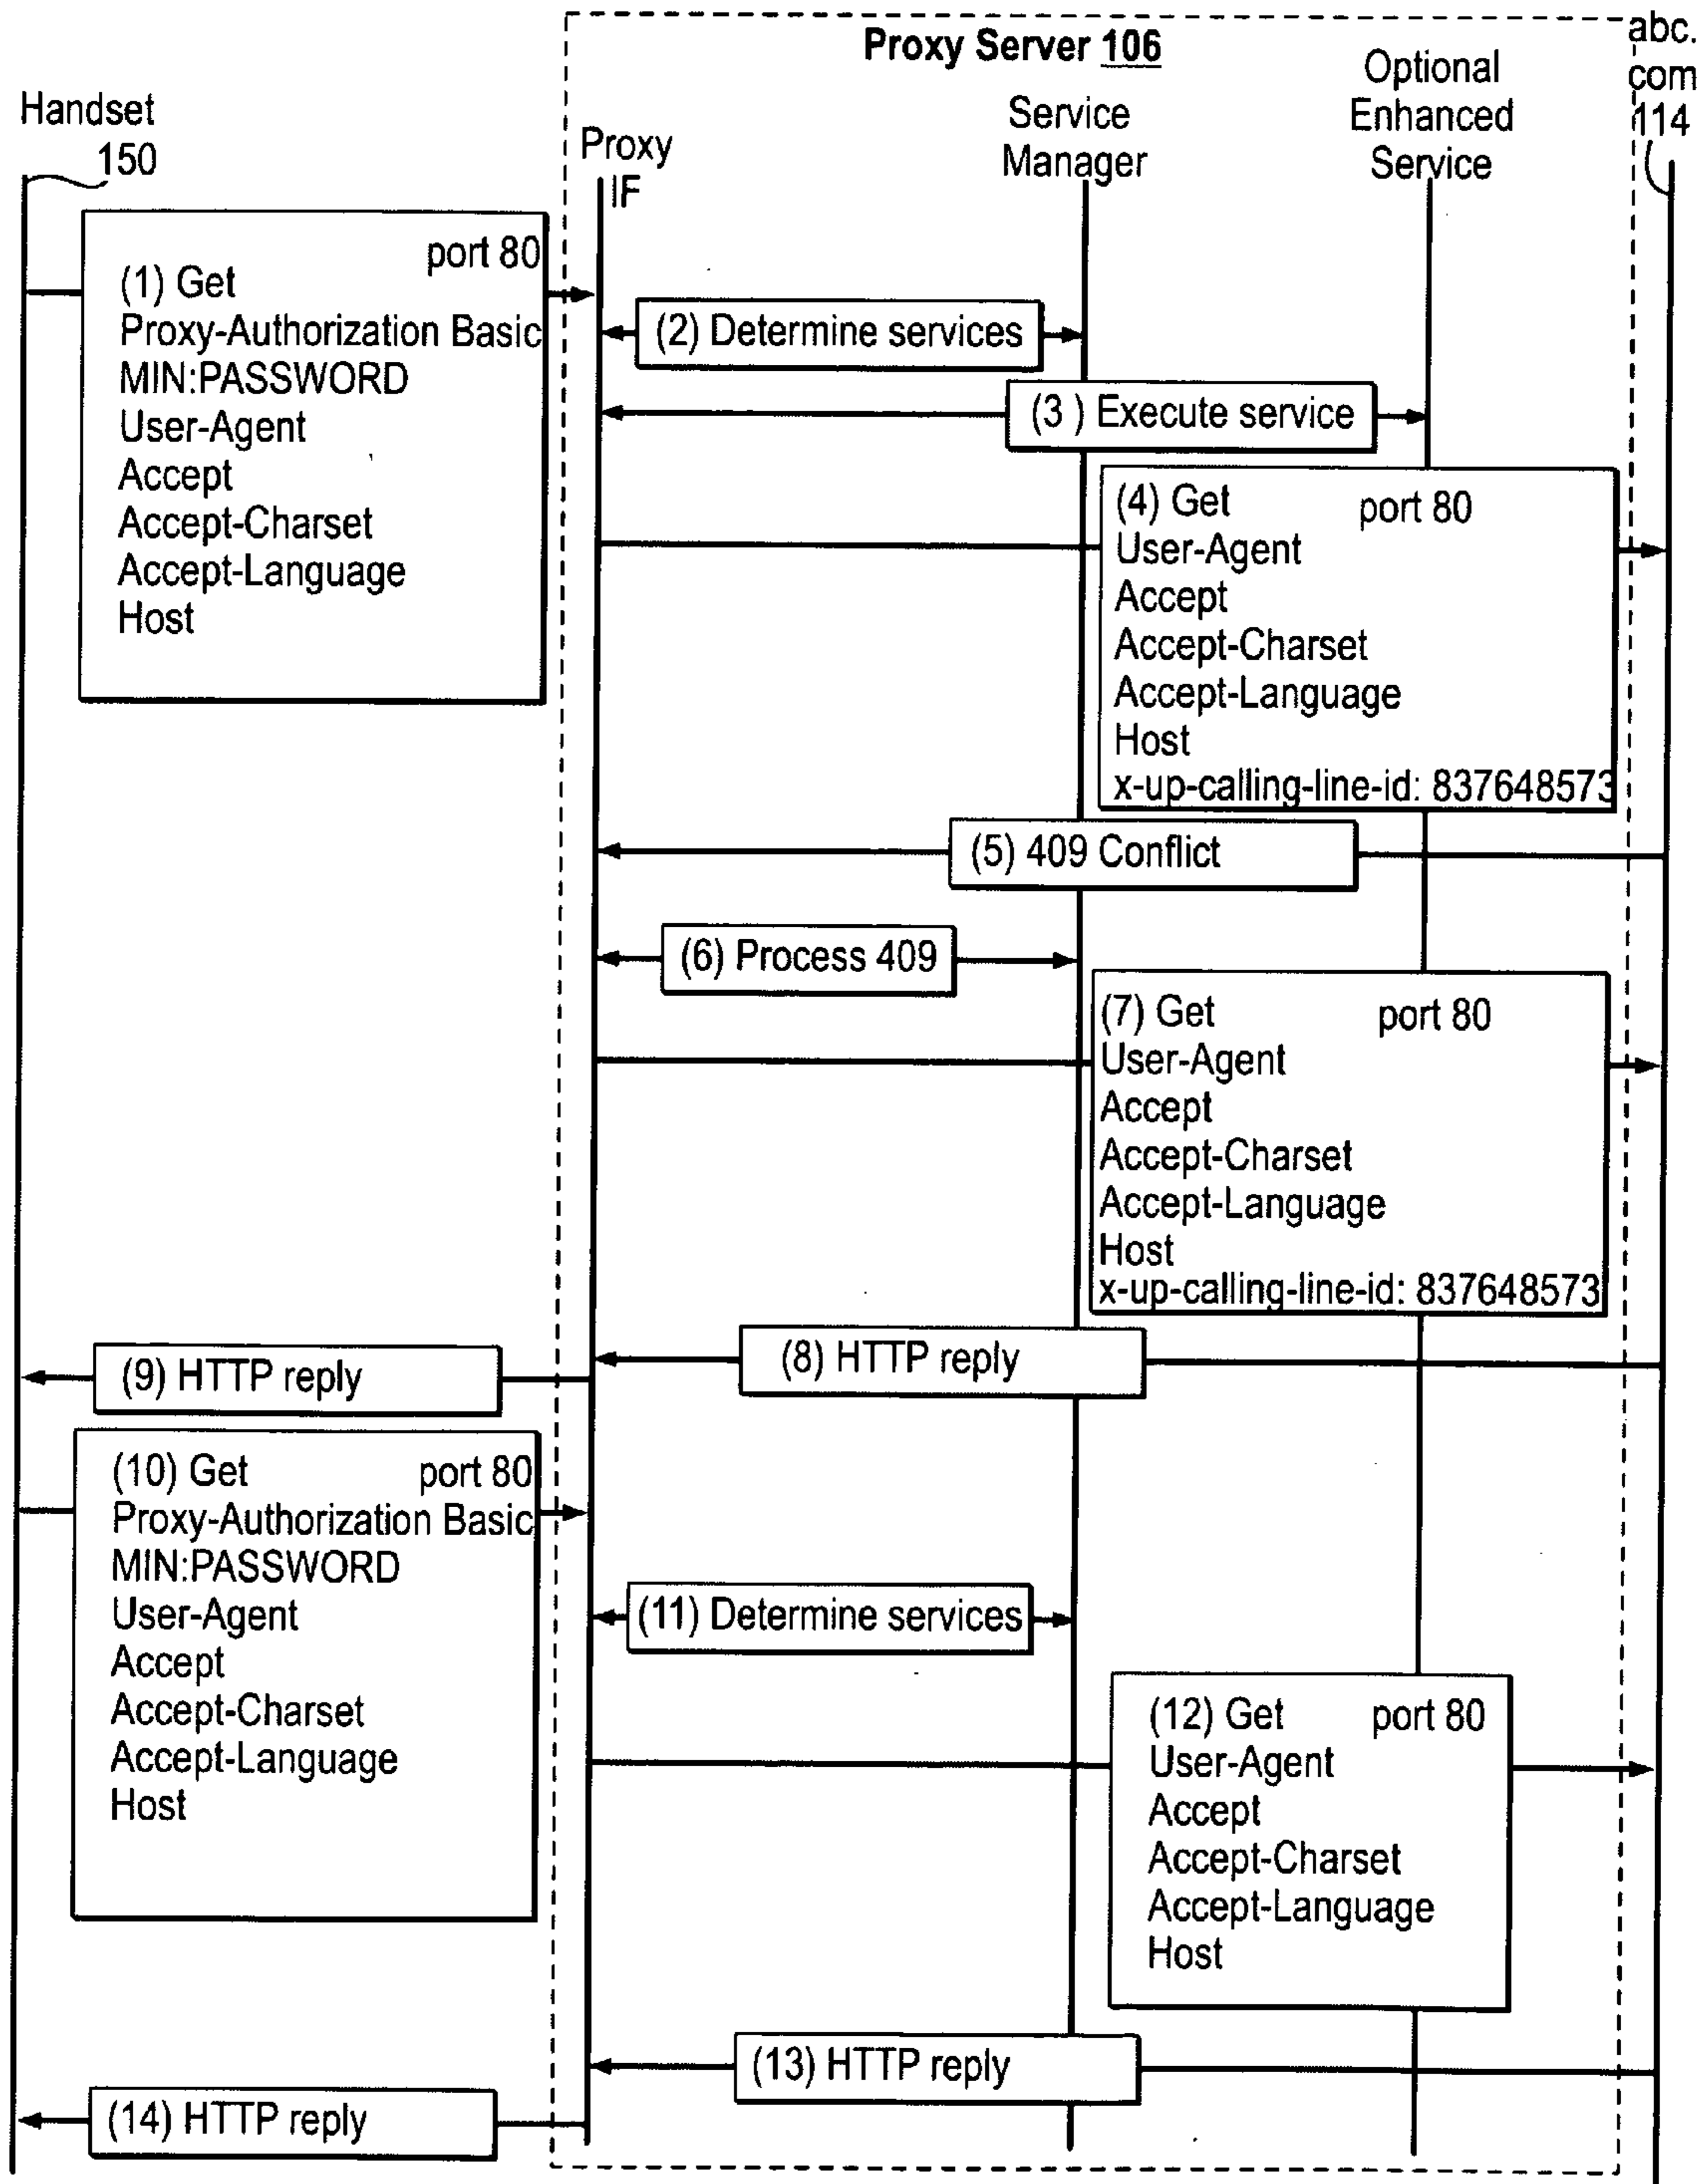 Proxy Server 106
abc.
com
114
Handset
150
Proxy
IF
Service
Manager
Optional
Enhanced
Service
port 80
(1) Get
Proxy-Authorization Basic
MIN:PASSWORD
User-Agent
Accept
Accept-Charset
Accept-Language
Host
(2) Determine services
(3 ) Execute service
(4) Get port 80
User-Agent
Accept
Accept-Charset
Accept-Language
Host
x-up-calling-line-id: 837648573
(5) 409 Conflict
(6) Process 409
(7) Get port 80
User-Agent
Accept
Accept-Charset
Accept-Language
Host
x-up-calling-line-id: 837648573
(8) HTTP reply
(9) HTTP reply
(10) Get port 80
Proxy-Authorization Basic
MIN:PASSWORD
User-Agent
Accept
Accept-Charset
Accept-Language
Host
(11) Determine services
(12) Get port 80
User-Agent
Accept
Accept-Charset
Accept-Language
Host
(13) HTTP reply
(14) HTTP reply